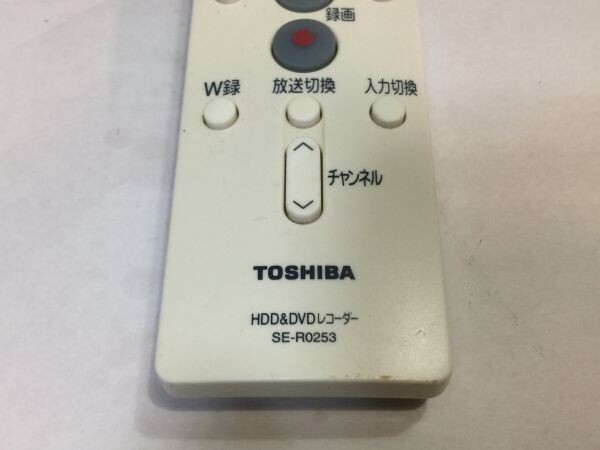 録画
W録 放送切換 入力切換
チャンネル
TOSHIBA
HDD&DVDレコーダー
SE-R0253